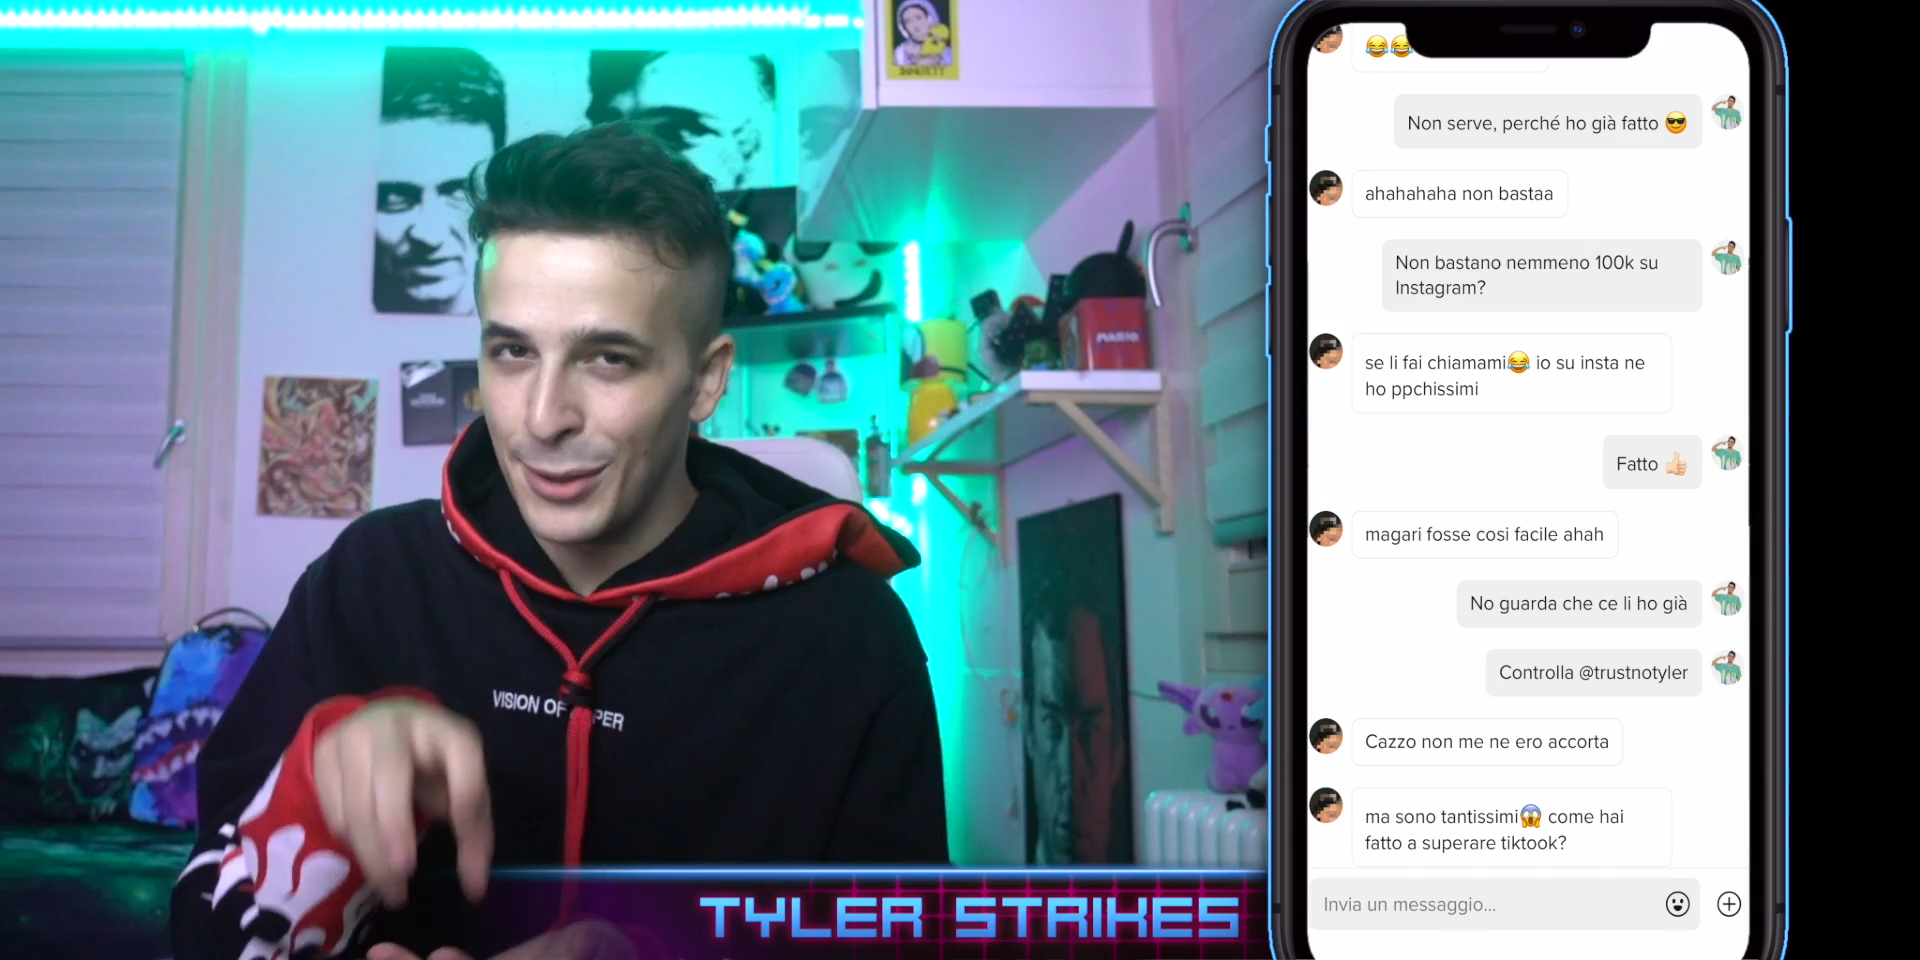 Non serve, perché ho già fatto 😎
ahahahaha non bastaa
Non bastano nemmeno 100k su
Instagram?
se li fai chiamami😂 io su insta ne
ho ppchissimi
Fatto 👍🏻
magari fosse cosi facile ahah
No guarda che ce li ho già
Controlla @trustnotyler
Cazzo non me ne ero accorta
ma sono tantissimi😱 come hai
fatto a superare tiktook?
Invia un messaggio...
MARIO
VISION OF
TYLER STRIKES